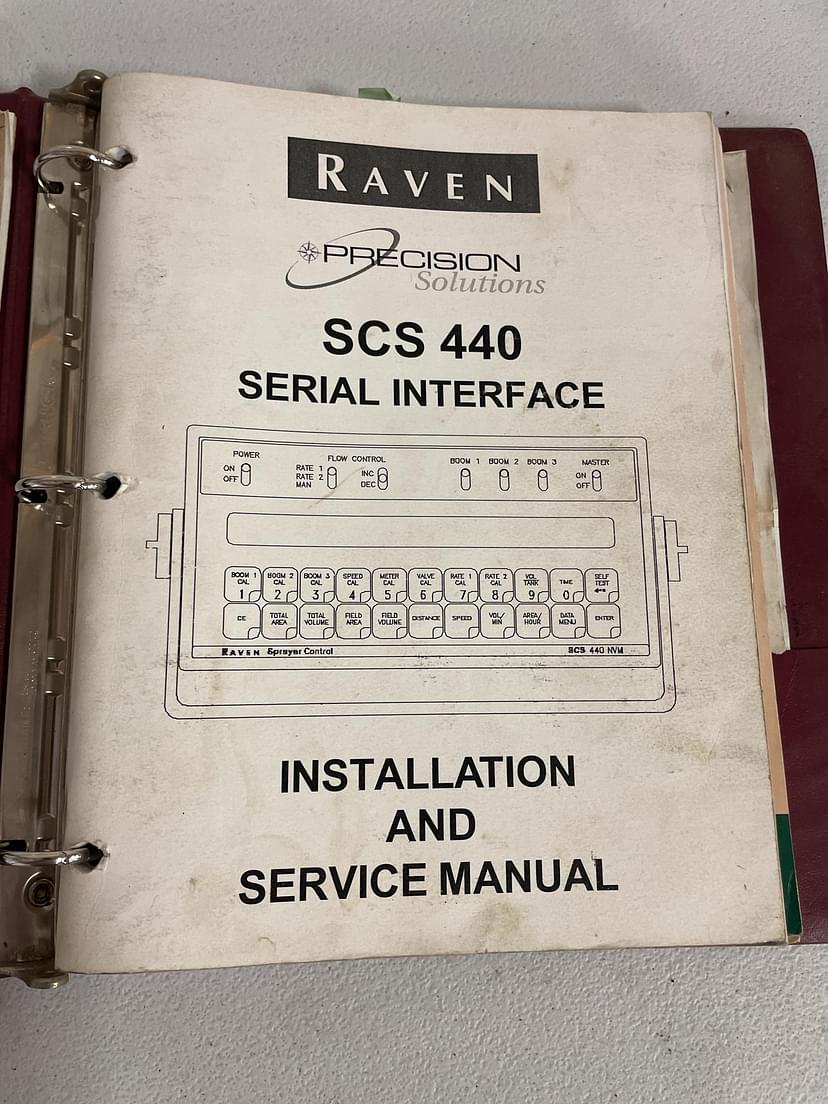 RAVEN
PRECISION
Solutions
SCS 440
SERIAL INTERFACE
POWER
ON
OFF
FLOW CONTROL
RATE 1
RATE 2
MAN
INC
DEC
BOOM 1 BOOM 2 BOOM 3
MASTER
ON
OFF
BOOM 1 CAL 1
BOOM 2 CAL 2
BOOM 3 CAL 3
SPEED CAL 4
METER CAL 5
VALVE CAL 6
RATE 1 CAL 7
RATE 2 CAL 8
VOL TANK 9
TIME 0
SELF TEST
CE
TOTAL AREA
TOTAL VOLUME
FIELD AREA
FIELD VOLUME
DISTANCE
SPEED
VOL/ MIN
AREA/ HOUR
DATA MENU
ENTER
RAVEN Sprayer Control
SCS 440 NVM
INSTALLATION
AND
SERVICE MANUAL